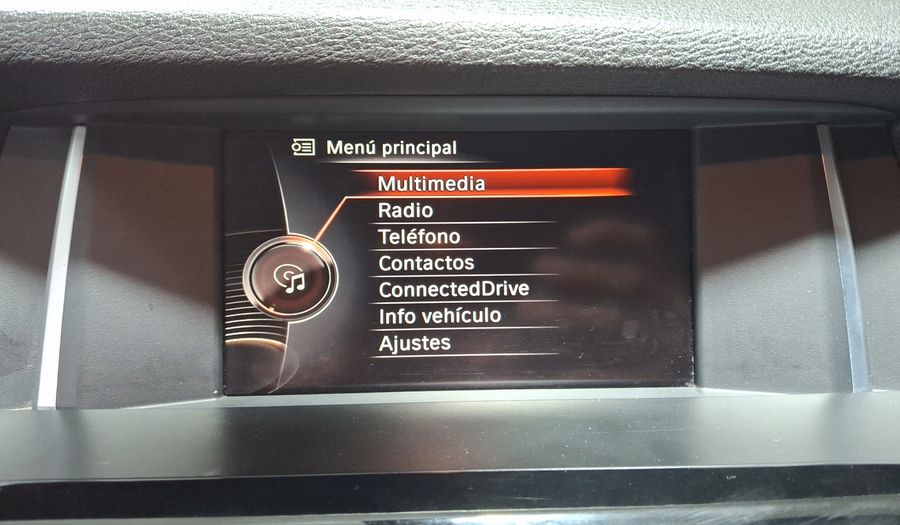 Menú principal
Multimedia
Radio
Teléfono
Contactos
ConnectedDrive
Info vehículo
Ajustes